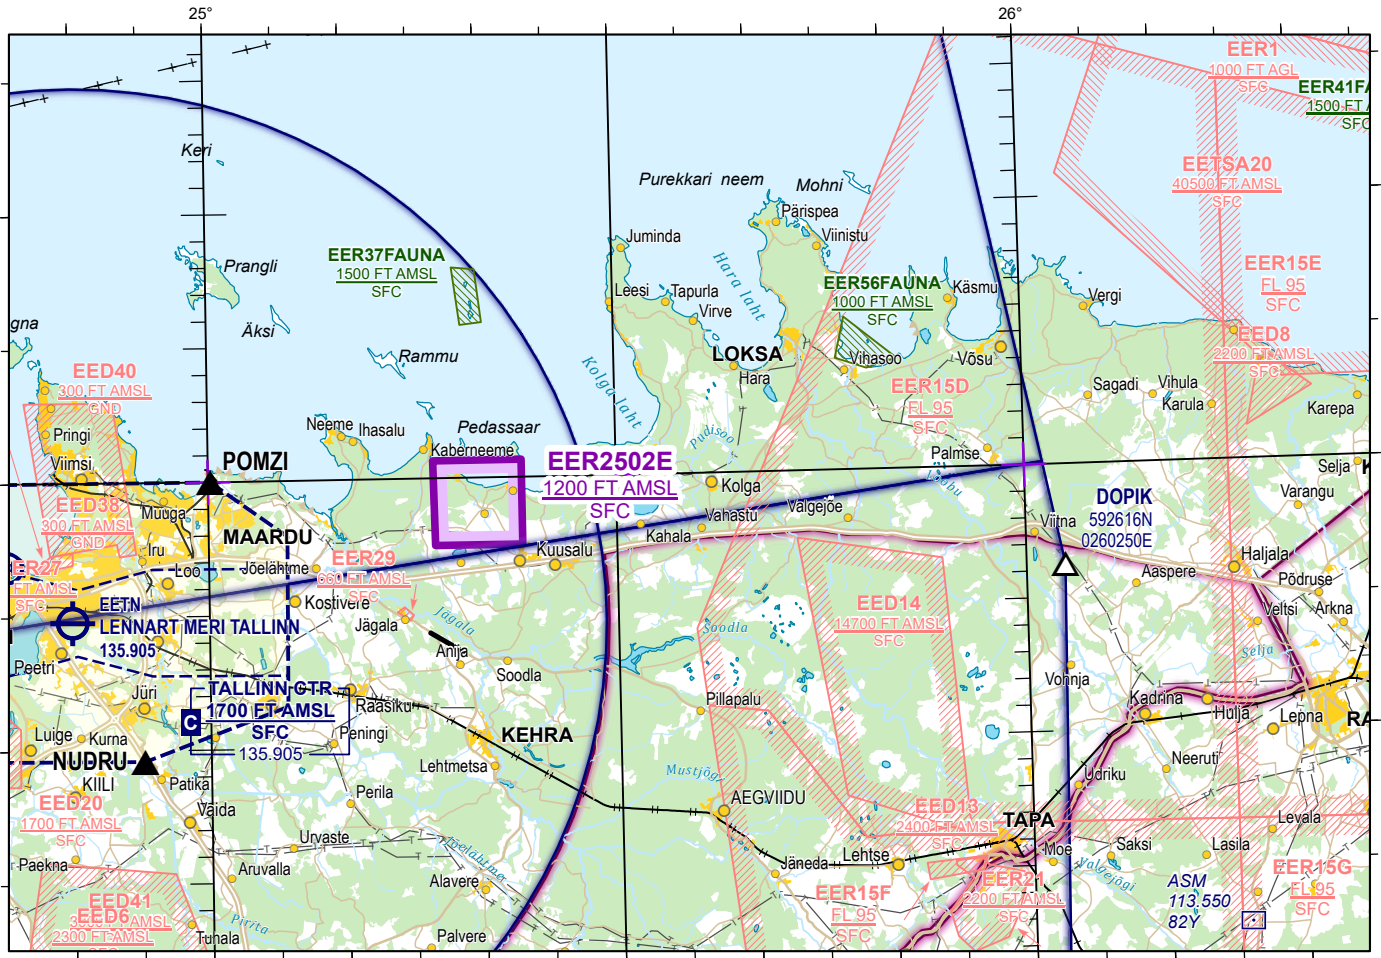 25°
26°
Keri
Prangli
Äksi
Rammu
gna
EER37FAUNA
1500 FT AMSL
SFC
Purekkari neem
Mohni
Pärispea
Viinistu
Juminda
Hara laht
Leesi
Tapurla
Virve
Kolga laht
LOKSA
Hara
EER56FAUNA
1000 FT AMSL
SFC
Vihasoo
Käsmu
Võsu
Vergi
EER1
1000 FT AGL
SFC
EER41FA
1500 FT A
SFC
EETSA20
40500 FT AMSL
SFC
EER15E
FL 95
SFC
EED8
2200 FT AMSL
SFC
EER15D
FL 95
SFC
Sagadi
Vihula
Karula
Karepa
EED40
300 FT AMSL
GND
Pringi
Viimsi
Neeme
Ihasalu
Pedassaar
Kaberneeme
POMZI
EER2502E
1200 FT AMSL
SFC
Pudisoo
Kolga
Palmse
Loobu
Selja
K
Varangu
EED38
300 FT AMSL
GND
Muuga
MAARDU
Iru
Loo
Jõelähtme
Kuusalu
Kahala
Vahastu
Valgejõe
Viitna
DOPIK
592616N
0260250E
Haljala
Aaspere
Põdruse
Arkna
Veltsi
Selja
ER27
FT AMSL
SFC
EER29
660 FT AMSL
SFC
Kostivere
Jägala
Jägala
Anija
Soodla
Soodla
EED14
14700 FT AMSL
SFC
EETN
LENNART MERI TALLINN
135.905
Peetri
Jüri
TALLINN CTR
C
1700 FT AMSL
SFC
135.905
Raasiku
Peningi
Pillapalu
Vohnja
Kadrina
Hulja
Lepna
RA
Luige
Kurna
NUDRU
KIILI
Patika
KEHRA
Lehtmetsa
Mustjõgi
Neeruti
Udriku
EED20
1700 FT AMSL
SFC
Vaida
Perila
AEGVIIDU
EED13
2400 FT AMSL
SFC
TAPA
Levala
Paekna
Urvaste
Aruvalla
Jõelähtme
Alavere
Jäneda
Lehtse
Moe
Saksi
Lasila
Valgejõgi
EER15G
FL 95
SFC
EED41
EED6
2300 FT AMSL
SFC
Pirita
Tuhala
Palvere
EER15F
FL 95
SFC
EER21
2200 FT AMSL
SFC
ASM
113.550
82Y